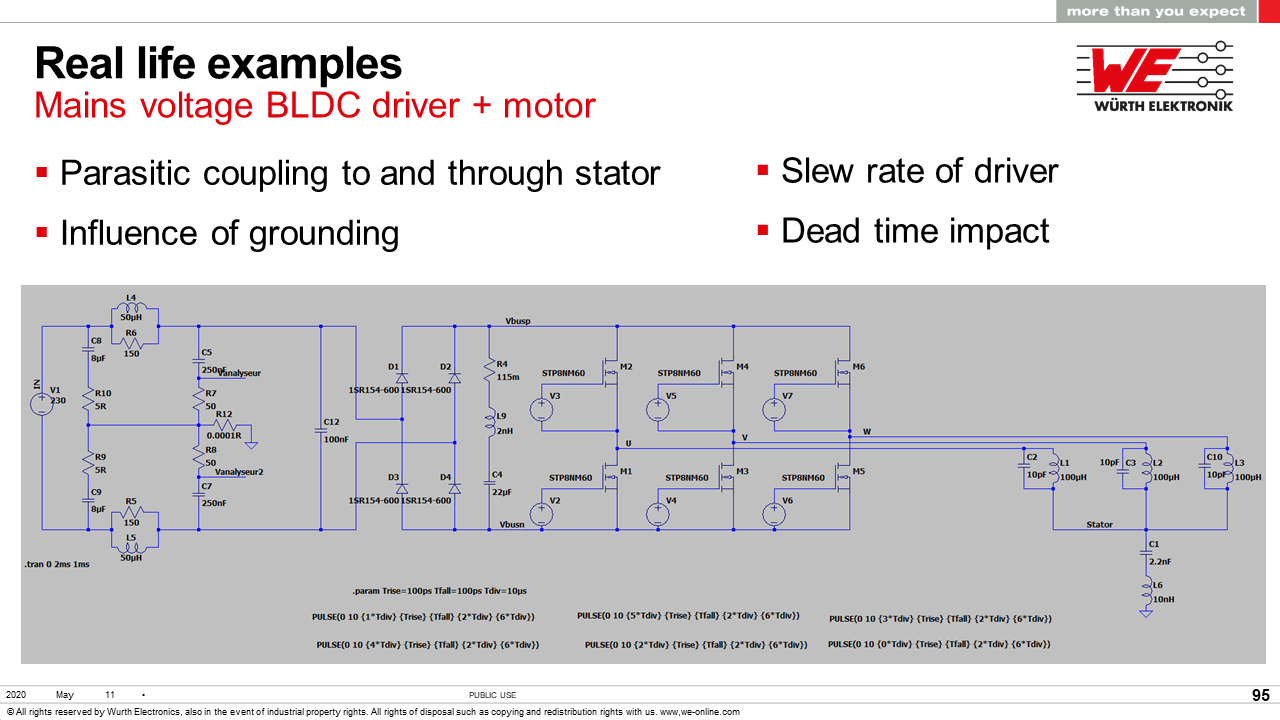 more than you expect
Real life examples
Mains voltage BLDC driver + motor
WE
WÜRTH ELEKTRONIK
Parasitic coupling to and through stator
Influence of grounding
Slew rate of driver
Dead time impact
L4
50µH
R6
150
C8
8µF
C5
250nF
Vanalyseur
IN
V1
230
R10
5R
R7
50
R12
0.0001R
R9
5R
R8
50
Vanalyseur2
C9
8µF
C7
250nF
R5
150
L5
50µH
.tran 0 2ms 1ms
C12
100nF
D1
1SR154-600
D2
1SR154-600
D3
1SR154-600
D4
1SR154-600
Vbusp
R4
115m
L9
2nH
C4
22µF
Vbusn
STP8NM60
M2
V3
STP8NM60
M4
V5
STP8NM60
M6
V7
U
V
W
STP8NM60
M1
V2
STP8NM60
M3
V4
STP8NM60
M5
V6
C2
10pF
L1
100µH
10pF
C3
L2
100µH
C10
10pF
L3
100µH
Stator
C1
2.2nF
L6
10nH
.param Trise=100ps Tfall=100ps Tdiv=10µs
PULSE(0 10 {1*Tdiv} {Trise} {Tfall} {2*Tdiv} {6*Tdiv})
PULSE(0 10 {5*Tdiv} {Trise} {Tfall} {2*Tdiv} {6*Tdiv})
PULSE(0 10 {3*Tdiv} {Trise} {Tfall} {2*Tdiv} {6*Tdiv})
PULSE(0 10 {4*Tdiv} {Trise} {Tfall} {2*Tdiv} {6*Tdiv})
PULSE(0 10 {2*Tdiv} {Trise} {Tfall} {2*Tdiv} {6*Tdiv})
PULSE(0 10 {0*Tdiv} {Trise} {Tfall} {2*Tdiv} {6*Tdiv})
2020 May 11 •
PUBLIC USE
95
© All rights reserved by Wurth Electronics, also in the event of industrial property rights. All rights of disposal such as copying and redistribution rights with us. www.we-online.com